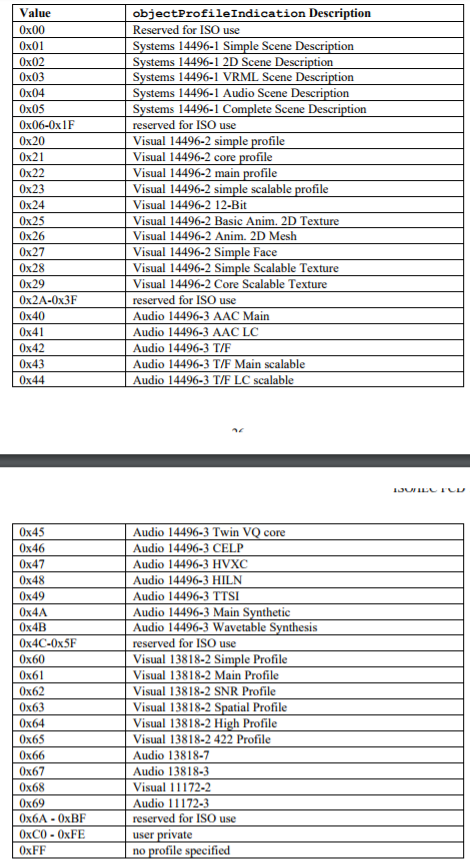 Value objectProfileIndication Description
0x00 Reserved for ISO use
0x01 Systems 14496-1 Simple Scene Description
0x02 Systems 14496-1 2D Scene Description
0x03 Systems 14496-1 VRML Scene Description
0x04 Systems 14496-1 Audio Scene Description
0x05 Systems 14496-1 Complete Scene Description
0x06-0x1F reserved for ISO use
0x20 Visual 14496-2 simple profile
0x21 Visual 14496-2 core profile
0x22 Visual 14496-2 main profile
0x23 Visual 14496-2 simple scalable profile
0x24 Visual 14496-2 12-Bit
0x25 Visual 14496-2 Basic Anim. 2D Texture
0x26 Visual 14496-2 Anim. 2D Mesh
0x27 Visual 14496-2 Simple Face
0x28 Visual 14496-2 Simple Scalable Texture
0x29 Visual 14496-2 Core Scalable Texture
0x2A-0x3F reserved for ISO use
0x40 Audio 14496-3 AAC Main
0x41 Audio 14496-3 AAC LC
0x42 Audio 14496-3 T/F
0x43 Audio 14496-3 T/F Main scalable
0x44 Audio 14496-3 T/F LC scalable
0x45 Audio 14496-3 Twin VQ core
0x46 Audio 14496-3 CELP
0x47 Audio 14496-3 HVXC
0x48 Audio 14496-3 HILN
0x49 Audio 14496-3 TTSI
0x4A Audio 14496-3 Main Synthetic
0x4B Audio 14496-3 Wavetable Synthesis
0x4C-0x5F reserved for ISO use
0x60 Visual 13818-2 Simple Profile
0x61 Visual 13818-2 Main Profile
0x62 Visual 13818-2 SNR Profile
0x63 Visual 13818-2 Spatial Profile
0x64 Visual 13818-2 High Profile
0x65 Visual 13818-2 422 Profile
0x66 Audio 13818-7
0x67 Audio 13818-3
0x68 Visual 11172-2
0x69 Audio 11172-3
0x6A - 0xBF reserved for ISO use
0xC0 - 0xFE user private
0xFF no profile specified